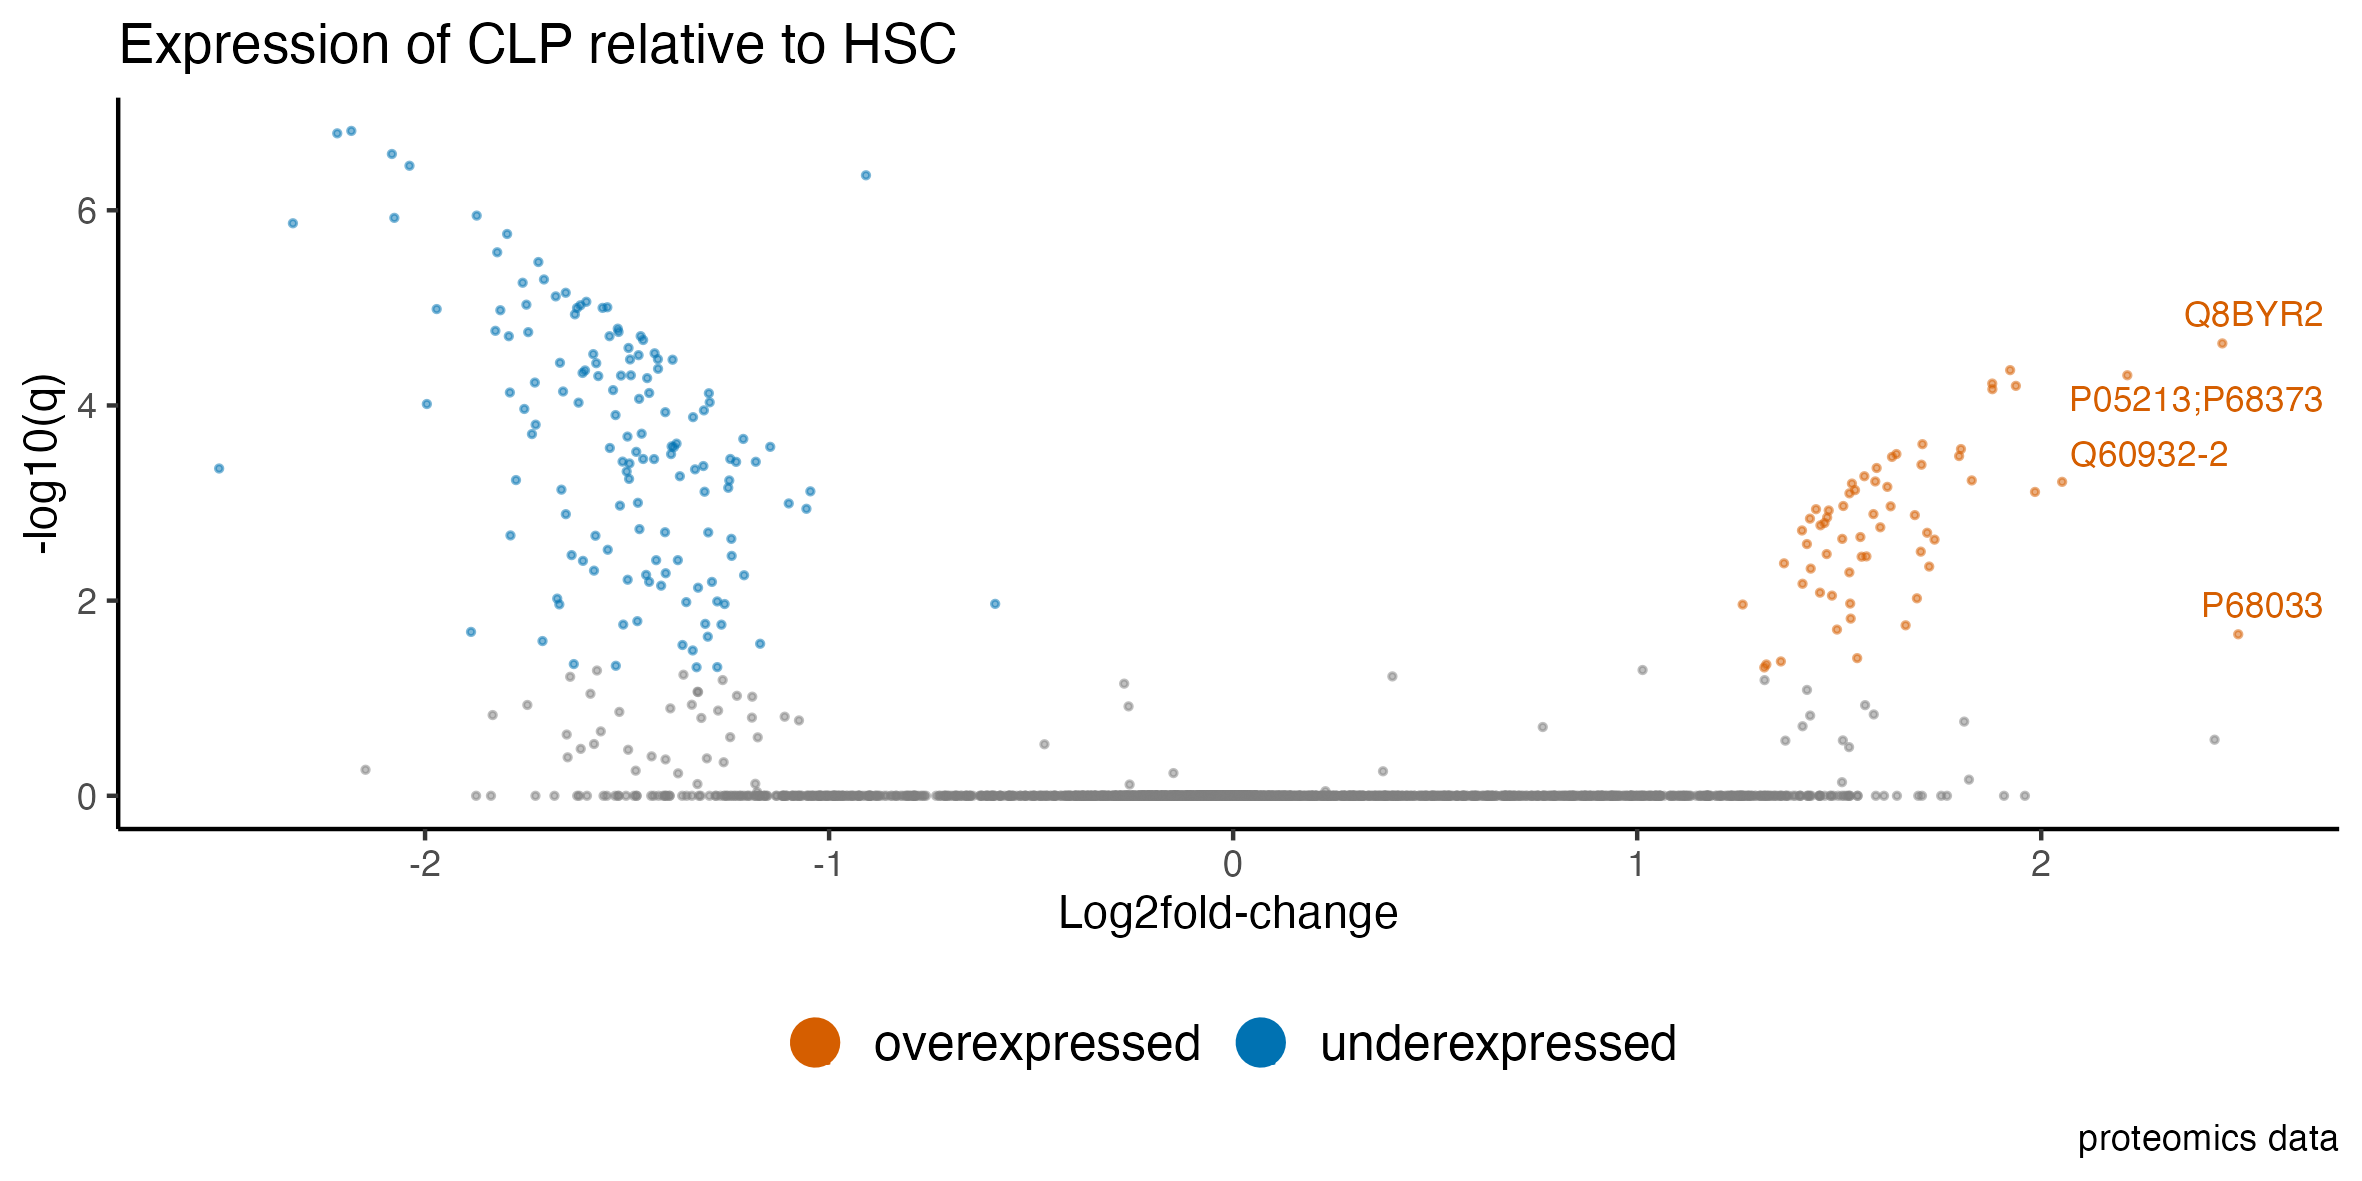 Expression of CLP relative to HSC
-log10(q)
6
4
2
0
Q8BYR2
P05213;P68373
Q60932-2
P68033
-2
-1
0
1
2
Log2fold-change
overexpressed
underexpressed
proteomics data